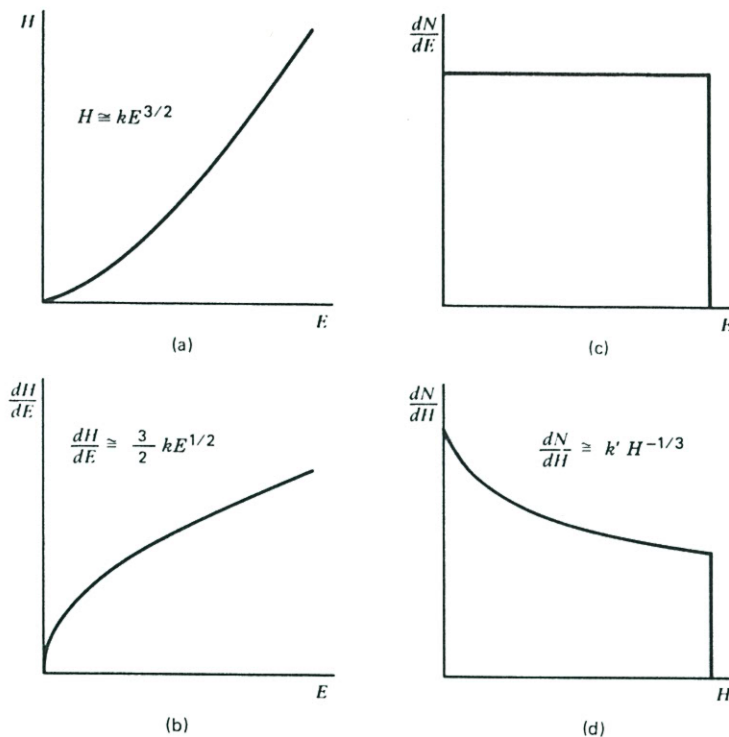 H
H ≅ kE^{3/2}
E
(a)
dN/dE
E
(c)
dH/dE
dH/dE ≅ 3/2 kE^{1/2}
E
(b)
dN/dH
dN/dH ≅ k′ H^{-1/3}
H
(d)